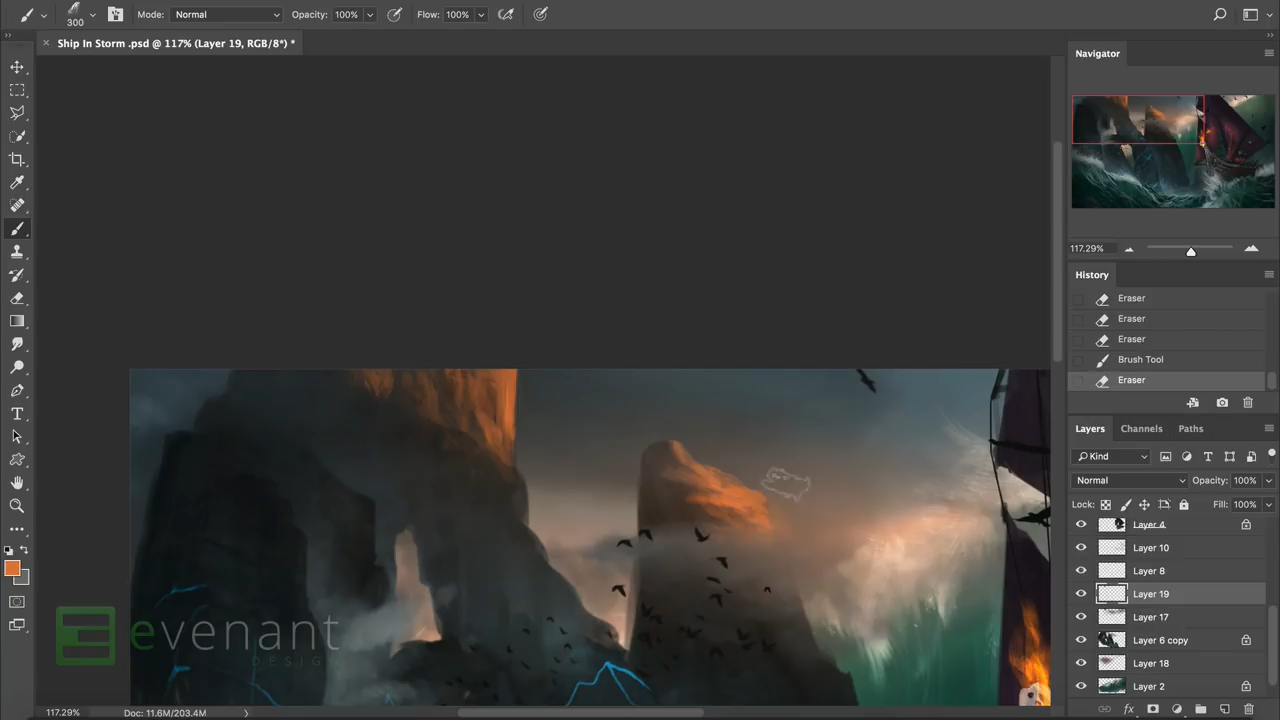 300
Mode: Normal
Opacity: 100%
Flow: 100%
Ship In Storm .psd @ 117% (Layer 19, RGB/8*) *
Navigator
117.29%
History
Eraser
Eraser
Eraser
Brush Tool
Eraser
Layers Channels Paths
Kind
Normal Opacity: 100%
Lock: Fill: 100%
Layer 4
Layer 10
Layer 8
Layer 19
Layer 17
Layer 6 copy
Layer 18
Layer 2
evenant
DESIGN
117.29% Doc: 11.6M/203.4M